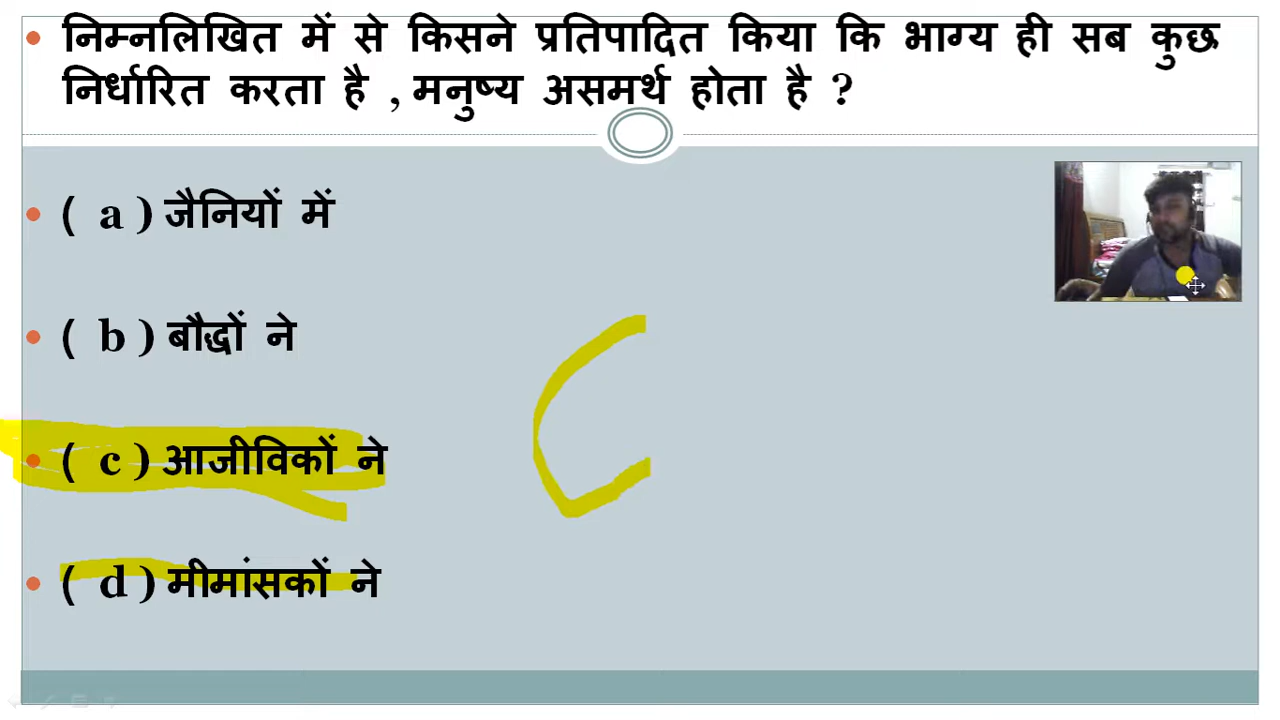 निम्नलिखित में से किसने प्रतिपादित किया कि भाग्य ही सब कुछ
निर्धारित करता है , मनुष्य असमर्थ होता है ?
( a ) जैनियों में
( b ) बौद्धों ने
( c ) आजीविकों ने
( d ) मीमांसकों ने
C